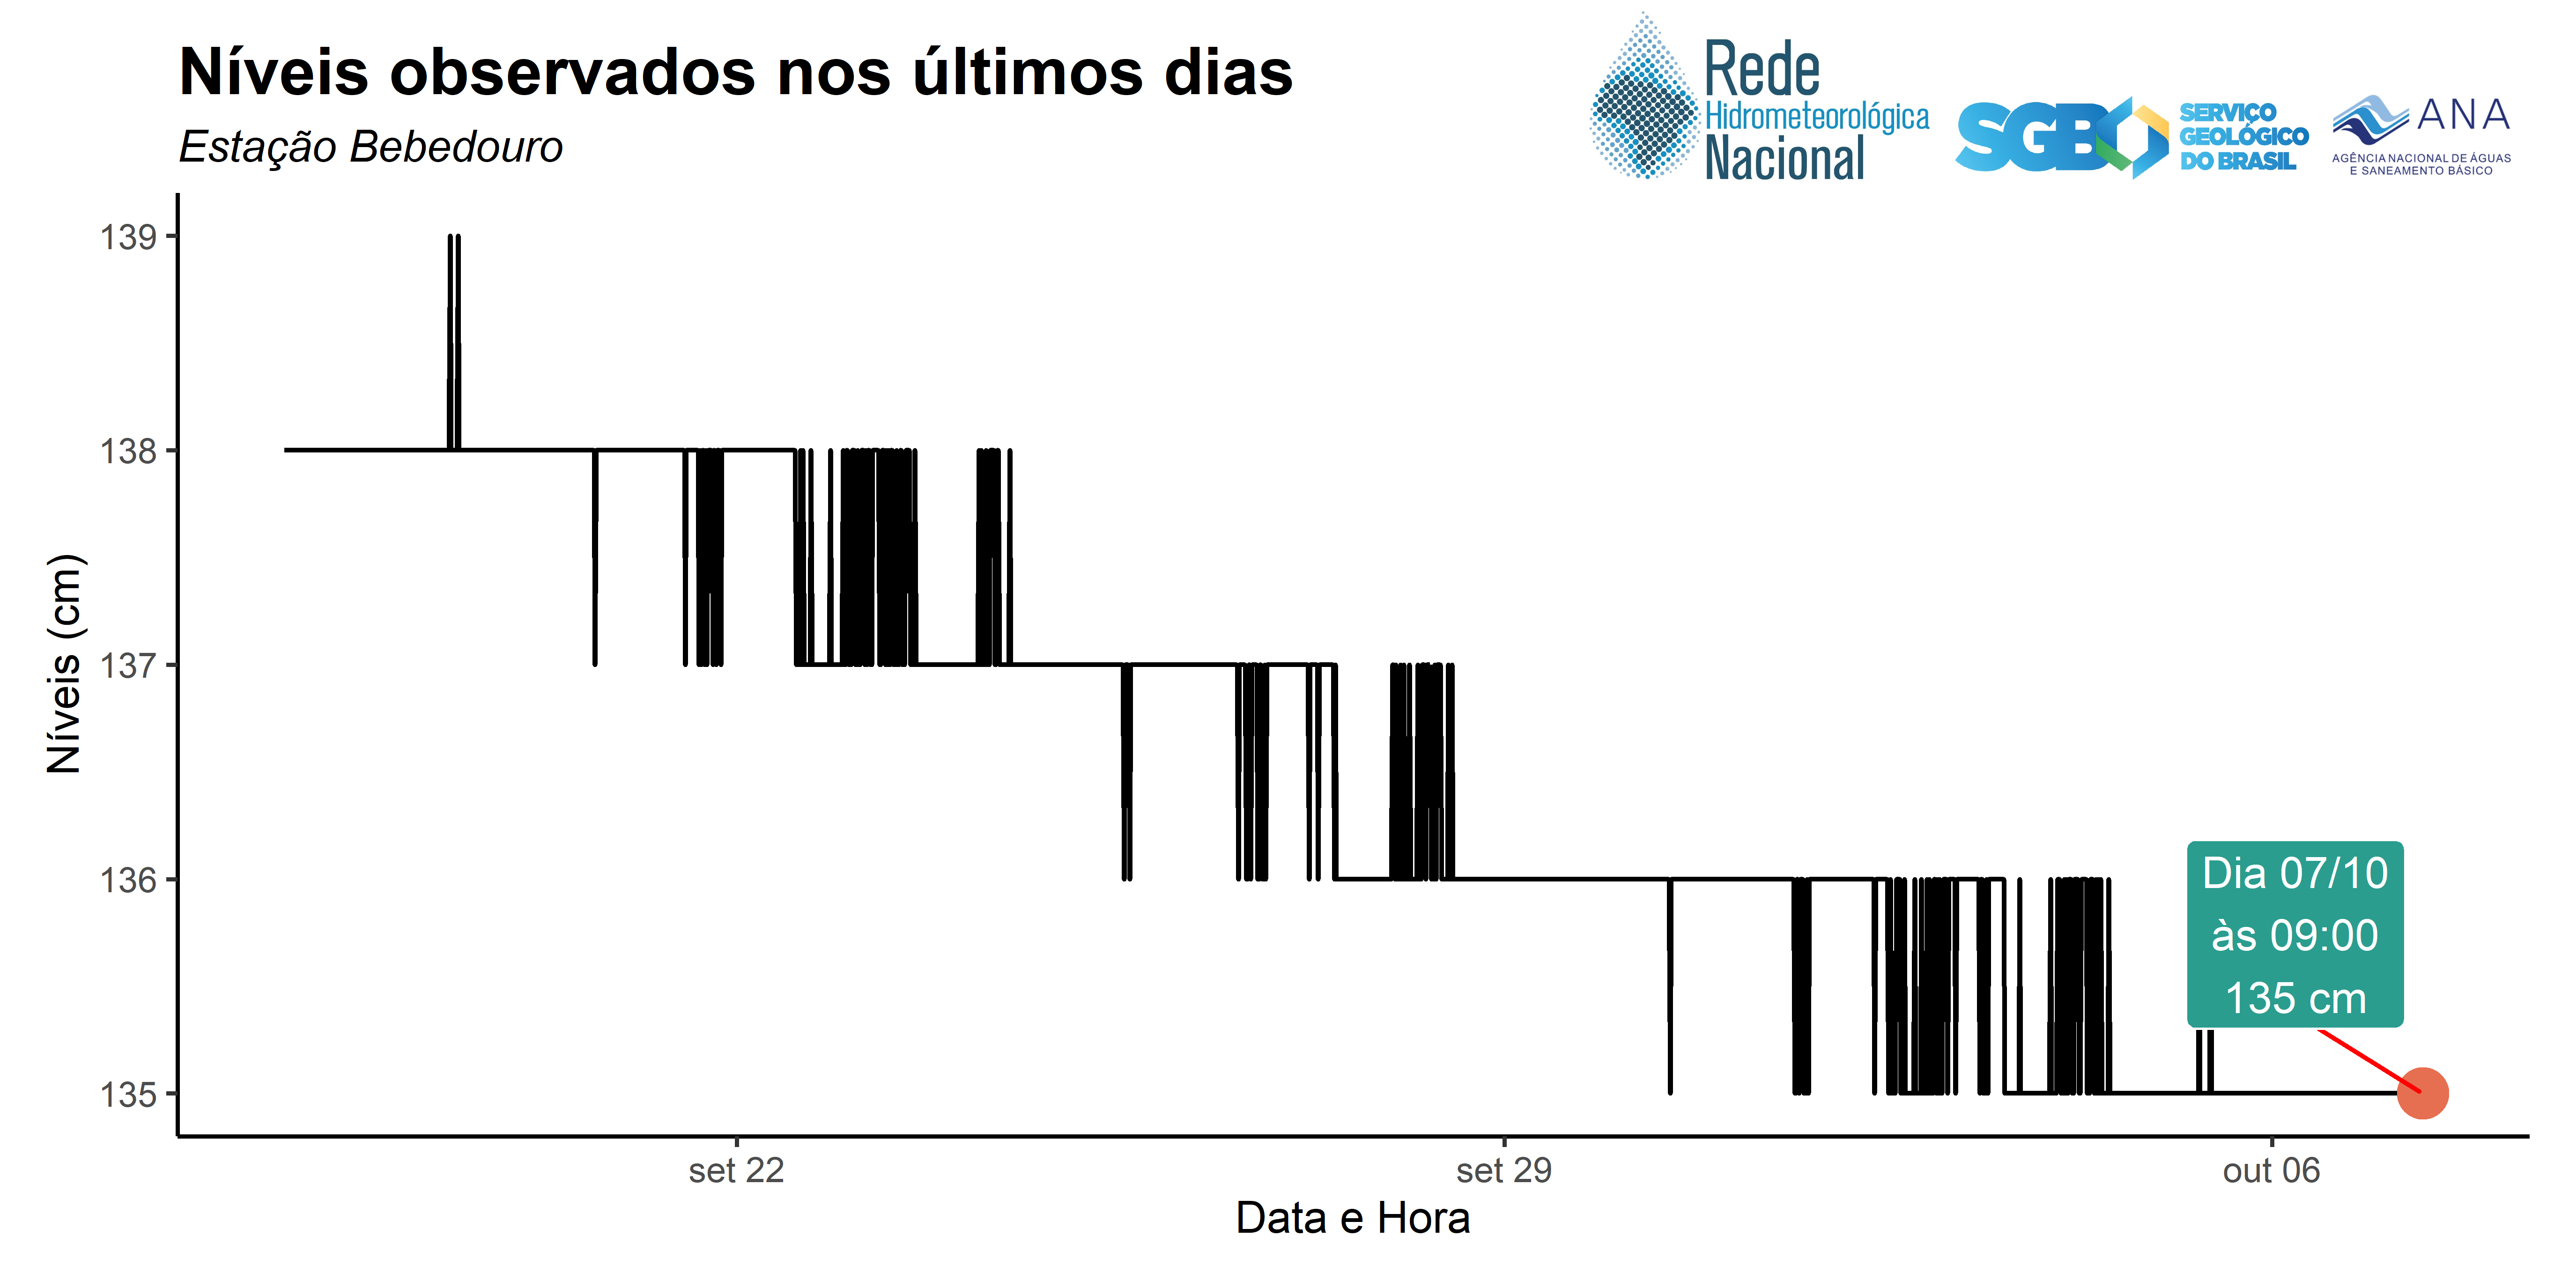 Níveis observados nos últimos dias
Estação Bebedouro
Rede
Hidrometeorológica
Nacional
SGB
SERVIÇO
GEOLÓGICO
DO BRASIL
ANA
AGÊNCIA NACIONAL DE ÁGUAS
E SANEAMENTO BÁSICO
Níveis (cm)
139
138
137
136
135
Dia 07/10
às 09:00
135 cm
set 22
set 29
out 06
Data e Hora